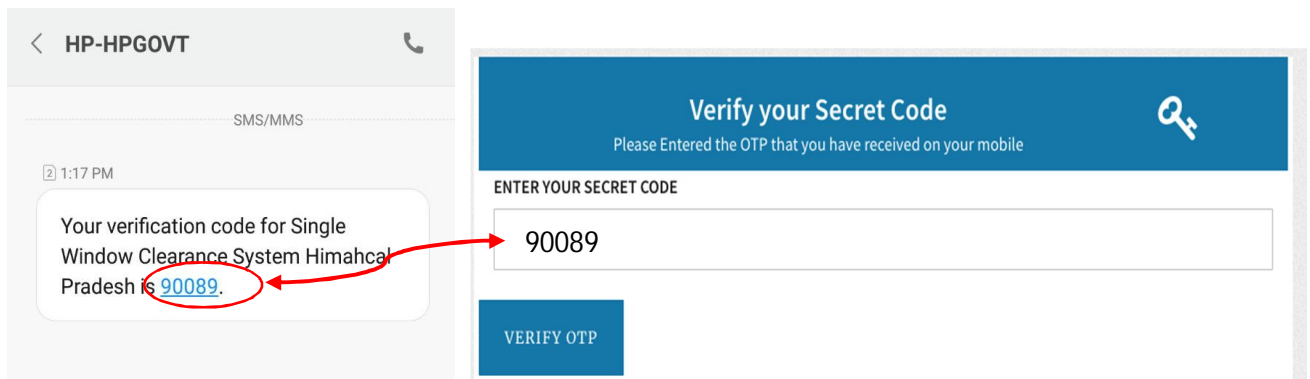 HP-HPGOVT
SMS/MMS
2 1:17 PM
Your verification code for Single
Window Clearance System Himahcal
Pradesh is 90089.
Verify your Secret Code
Please Entered the OTP that you have received on your mobile
ENTER YOUR SECRET CODE
90089
VERIFY OTP